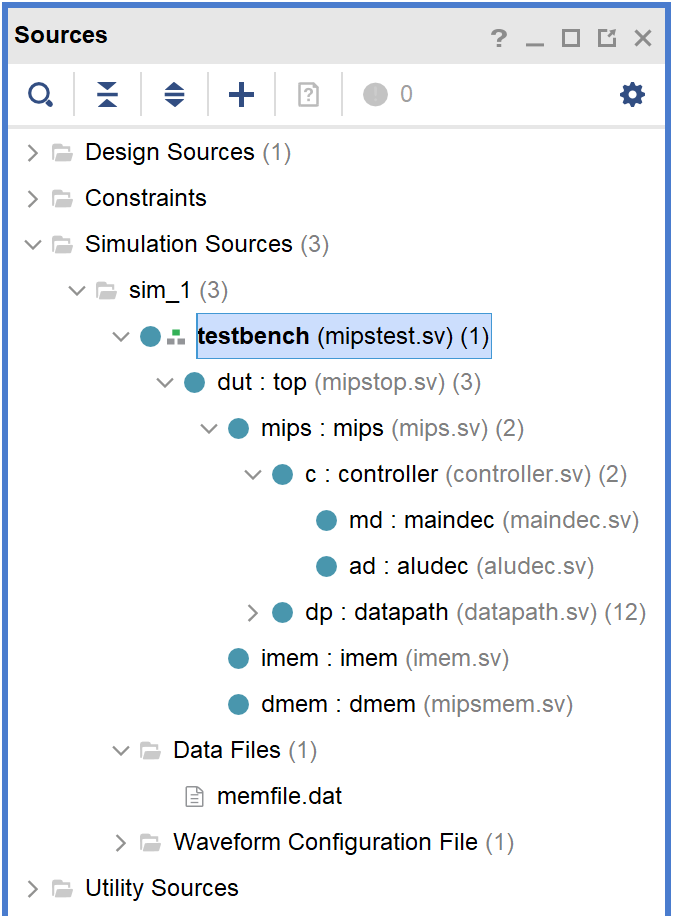 Sources
?
? 0
Design Sources (1)
Constraints
Simulation Sources (3)
sim_1 (3)
testbench (mipstest.sv) (1)
dut : top (mipstop.sv) (3)
mips : mips (mips.sv) (2)
c : controller (controller.sv) (2)
md : maindec (maindec.sv)
ad : aludec (aludec.sv)
dp : datapath (datapath.sv) (12)
imem : imem (imem.sv)
dmem : dmem (mipsmem.sv)
Data Files (1)
memfile.dat
Waveform Configuration File (1)
Utility Sources